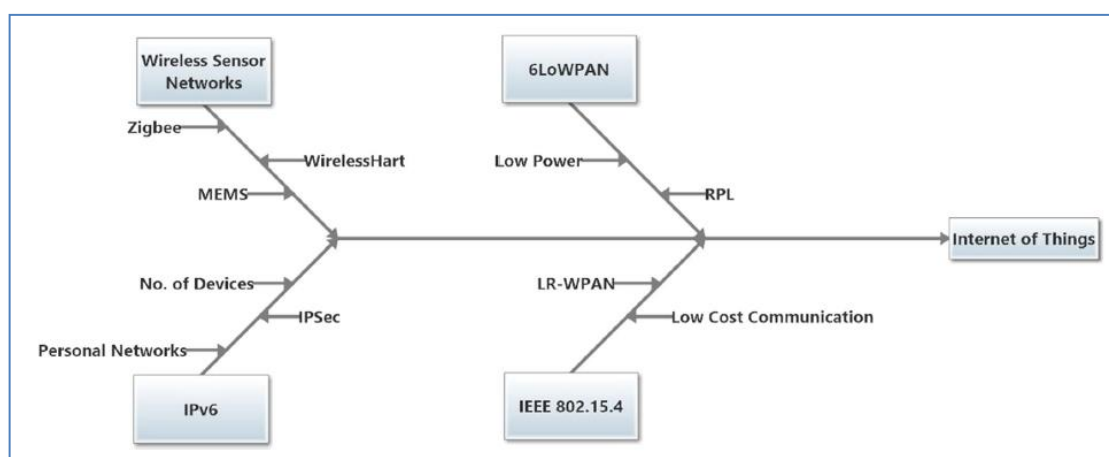 Wireless Sensor
Networks
6LoWPAN
Zigbee
WirelessHart
Low Power
MEMS
RPL
Internet of Things
No. of Devices
LR-WPAN
IPSec
Low Cost Communication
Personal Networks
IPv6
IEEE 802.15.4